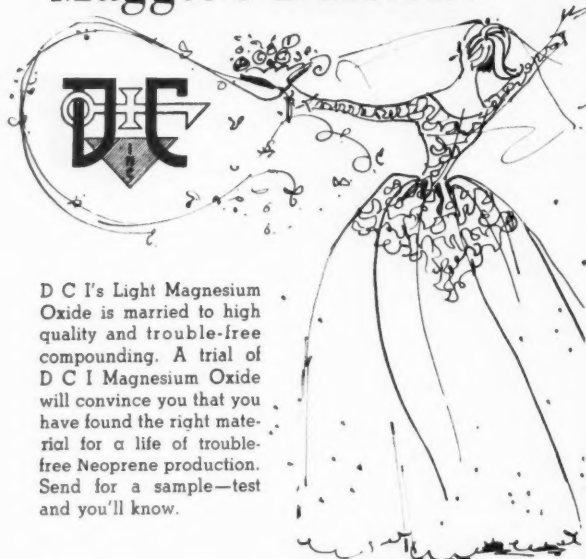 D C
INC
D C I's Light Magnesium
Oxide is married to high
quality and trouble-free
compounding. A trial of
D C I Magnesium Oxide
will convince you that you
have found the right mate-
rial for a life of trouble-
free Neoprene production.
Send for a sample—test
and you'll know.